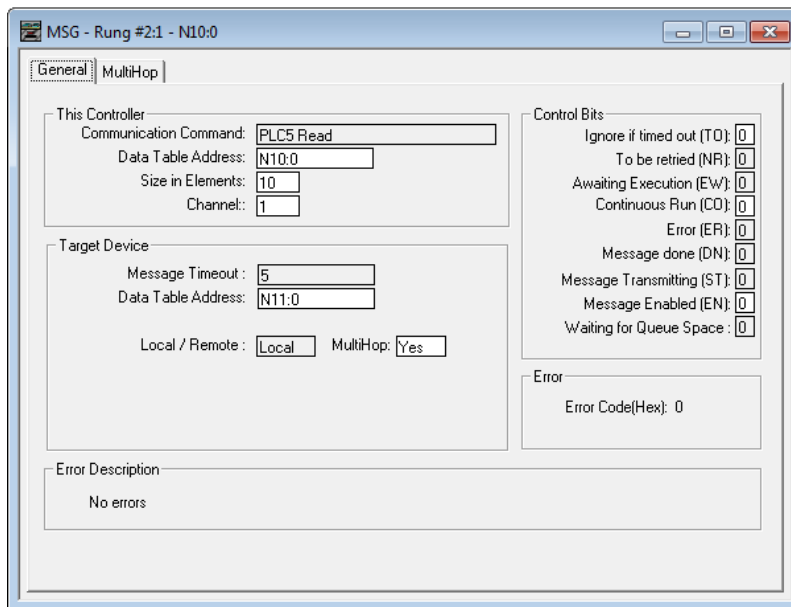 MSG - Rung #2:1 - N10:0
General MultiHop
This Controller
Communication Command: PLC5 Read
Data Table Address: N10:0
Size in Elements: 10
Channel:: 1
Target Device
Message Timeout : 5
Data Table Address: N11:0
Local / Remote : Local MultiHop: Yes
Control Bits
Ignore if timed out (TO): 0
To be retried (NR): 0
Awaiting Execution (EW): 0
Continuous Run (CO): 0
Error (ER): 0
Message done (DN): 0
Message Transmitting (ST): 0
Message Enabled (EN): 0
Waiting for Queue Space : 0
Error
Error Code(Hex): 0
Error Description
No errors